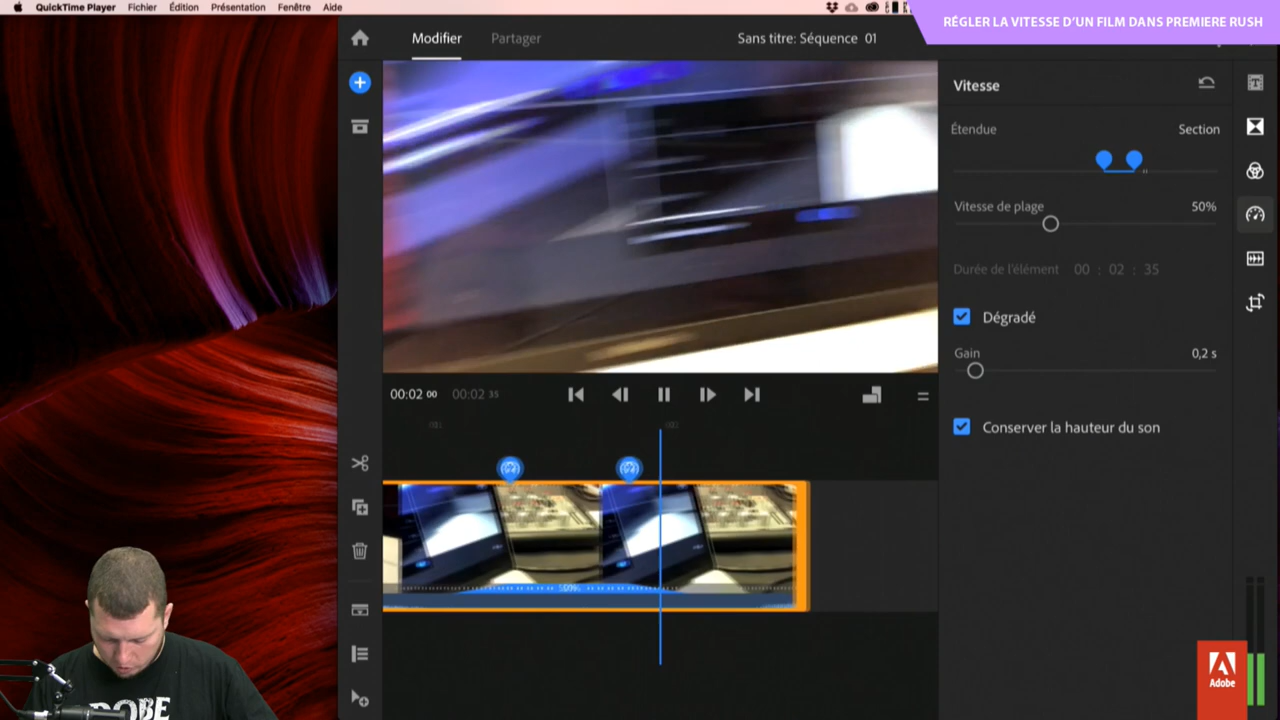 QuickTime Player Fichier Édition Présentation Fenêtre Aide
RÉGLER LA VITESSE D'UN FILM DANS PREMIERE RUSH
Modifier Partager Sans titre: Séquence 01
Vitesse
Étendue Section
Vitesse de plage 50%
Durée de l'élément 00 : 02 : 35
Dégradé
Gain 0,2 s
Conserver la hauteur du son
00:02 00 00:02 35
Adobe